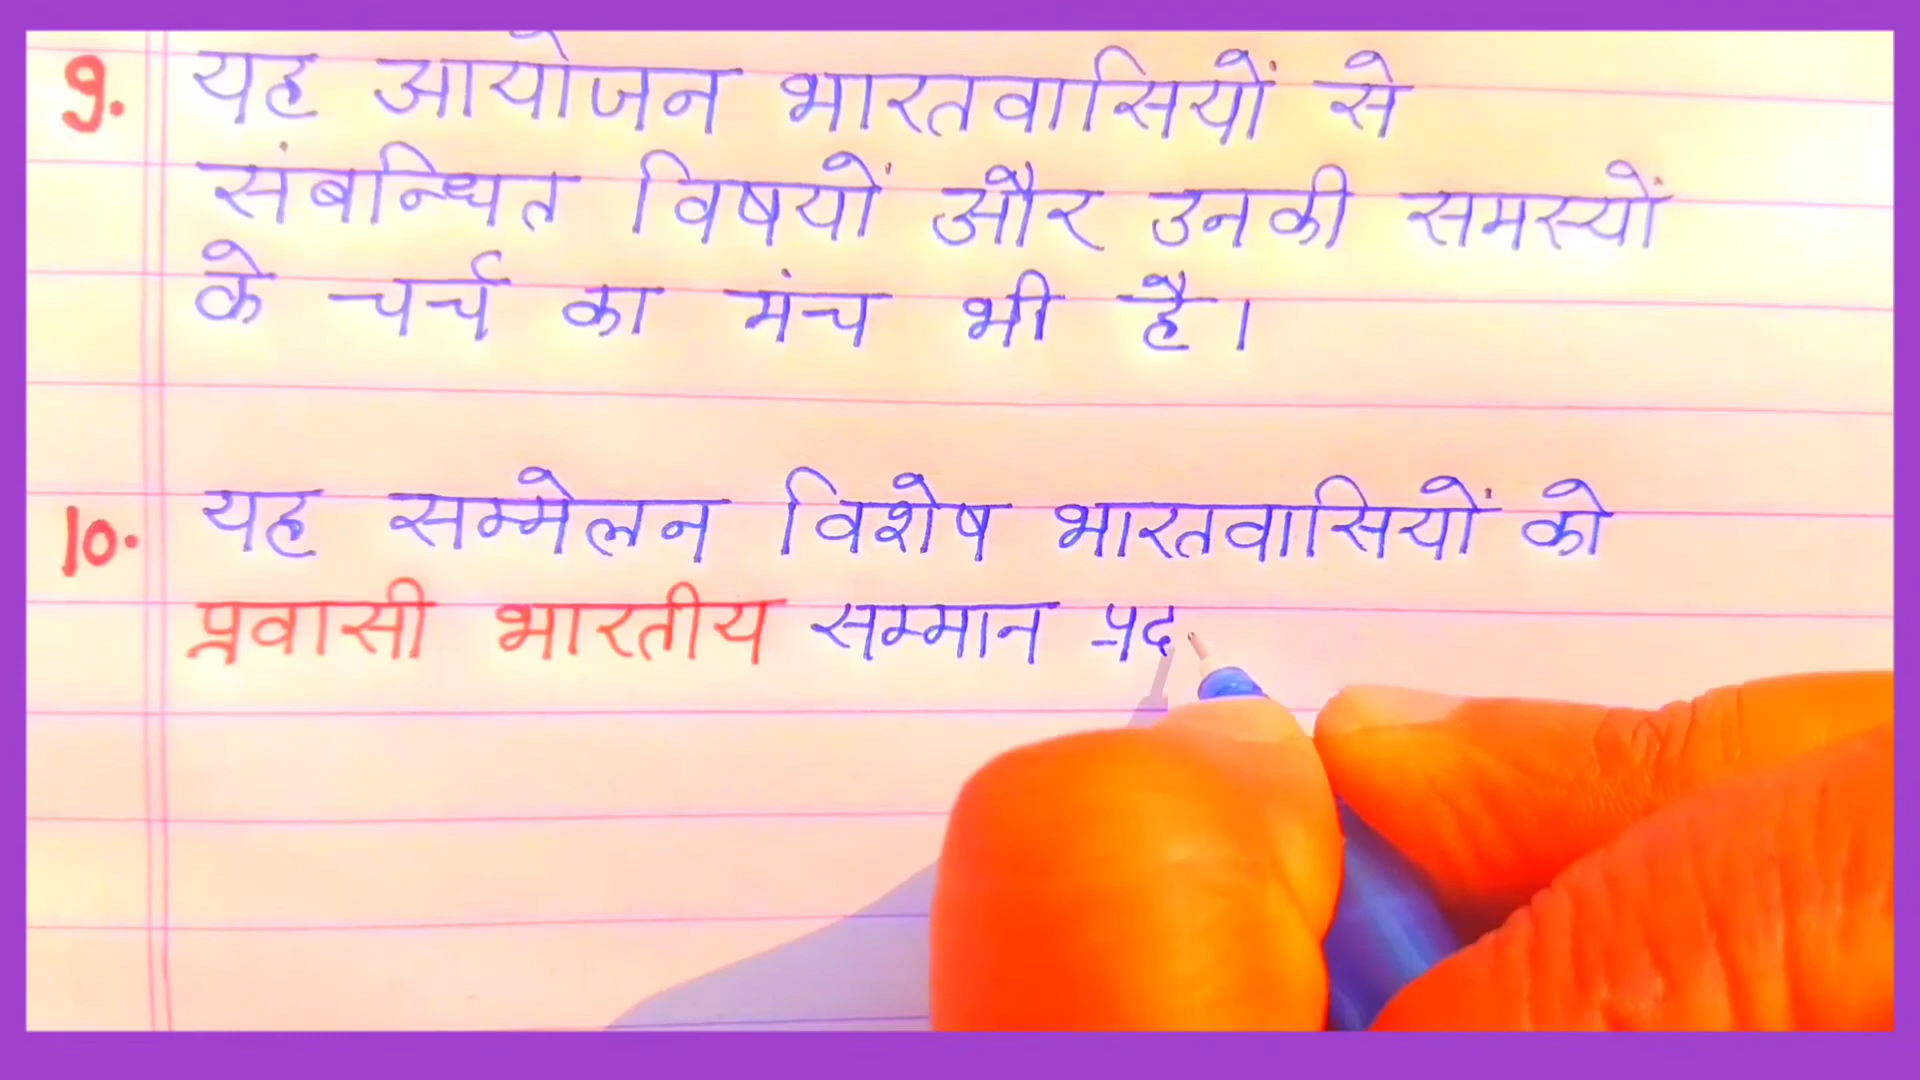 9. यह आयोजन भारतवासियों से
संबन्धित विषयों और उनकी समस्यों
के चर्च का मंच भी है।
10. यह सम्मेलन विशेष भारतवासियों को
प्रवासी भारतीय सम्मान प्रद